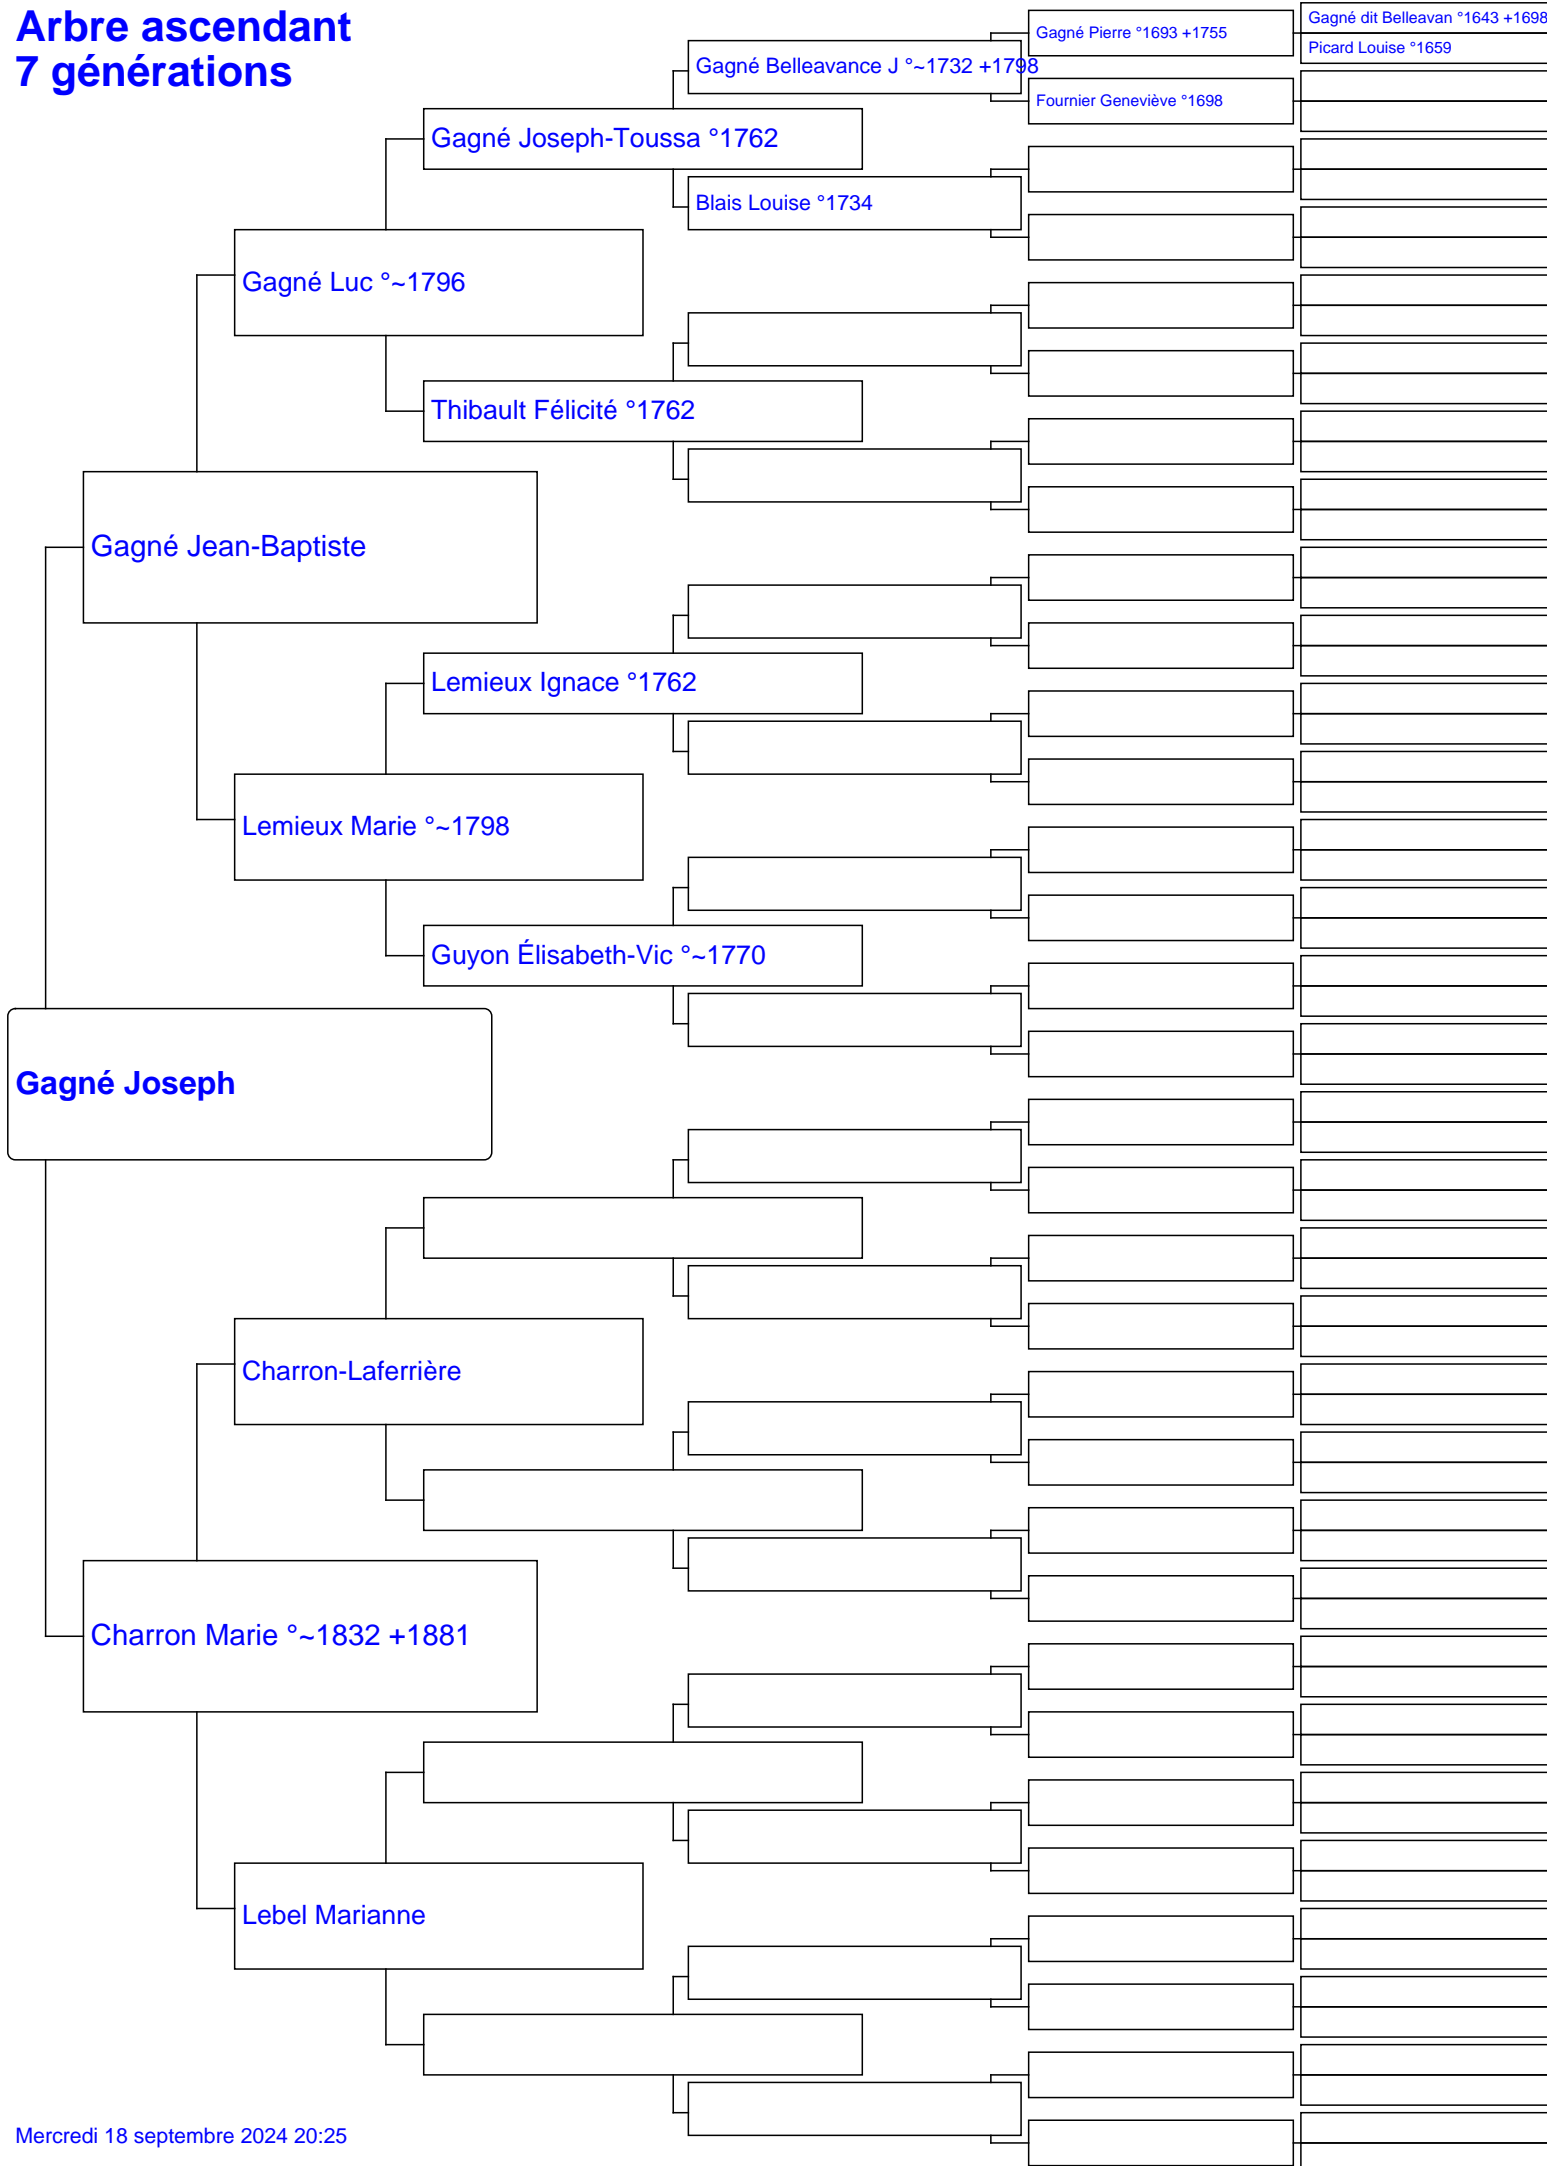 Arbre ascendant
7 générations
Gagné dit Belleavan °1643 +1698
Gagné Pierre °1693 +1755
Picard Louise °1659
Gagné Belleavance J °~1732 +1798
Fournier Geneviève °1698
Gagné Joseph-Toussa °1762
Blais Louise °1734
Gagné Luc °~1796
Thibault Félicité °1762
Gagné Jean-Baptiste
Lemieux Ignace °1762
Lemieux Marie °~1798
Guyon Élisabeth-Vic °~1770
Gagné Joseph
Charron-Laferrière
Charron Marie °~1832 +1881
Lebel Marianne
Mercredi 18 septembre 2024 20:25